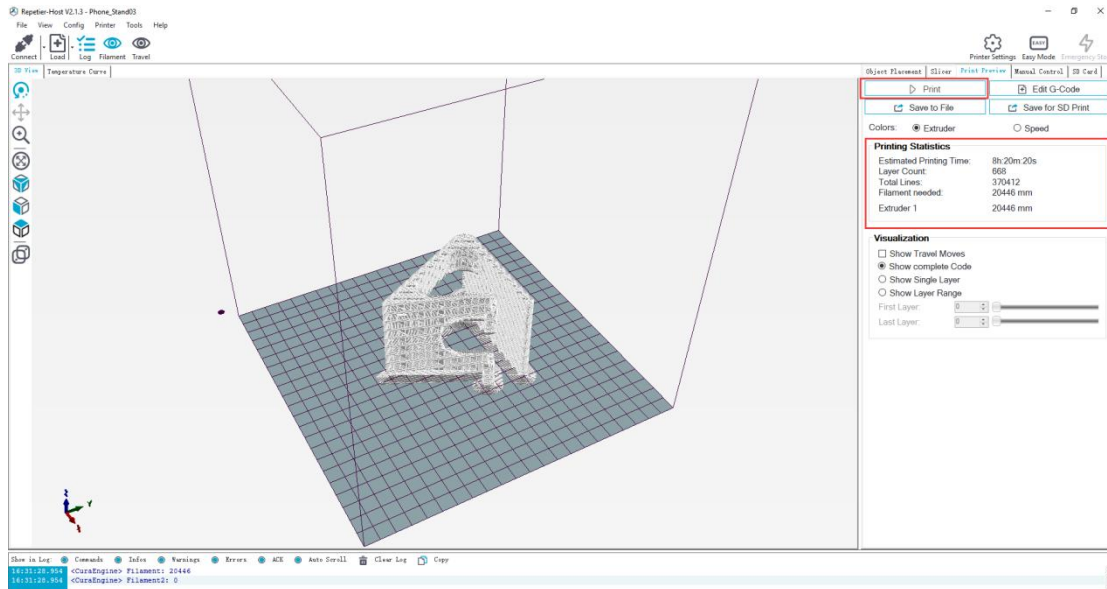 Repetier-Host V2.1.3 - Phone_Stand03
File View Config Printer Tools Help
Connect Load Log Filament Travel Printer Settings EASY Easy Mode Emergency Sto
3D View Temperature Curve Object Placement Slicer Print Preview Manual Control SD Card
Print Edit G-Code
Save to File Save for SD Print
Colors: Extruder Speed
Printing Statistics
Estimated Printing Time: 8h:20m:20s
Layer Count: 668
Total Lines: 370412
Filament needed: 20446 mm
Extruder 1 20446 mm
Visualization
Show Travel Moves
Show complete Code
Show Single Layer
Show Layer Range
First Layer: 0
Last Layer: 0
Z Y
Show in Log: Commands Infos Warnings Errors ACK Auto Scroll Clear Log Copy
16:31:28.954 <CuraEngine> Filament: 20446
16:31:28.954 <CuraEngine> Filament2: 0